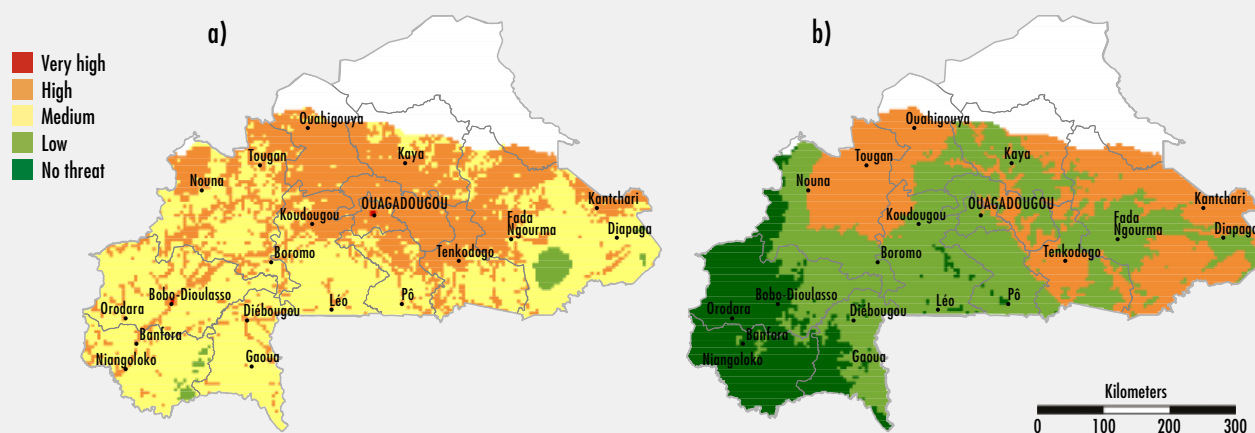 a)
b)
Very high
High
Medium
Low
No threat
Ouahigouya
Tougan
Kaya
Nouna
OUAGADOUGOU
Kantchari
Koudougou
Fada
Ngourma
Diapaga
Boromo
Tenkodogo
Bobo-Dioulasso
Orodara
Diébougou
Léo
Pô
Banfora
Niangoloko
Gaoua
Ouahigouya
Tougan
Kaya
Nouna
OUAGADOUGOU
Kantchari
Koudougou
Fada
Ngourma
Diapaga
Boromo
Tenkodogo
Bobo-Dioulasso
Orodara
Diébougou
Léo
Pô
Banfora
Niangoloko
Gaoua
Kilometers
0 100 200 300